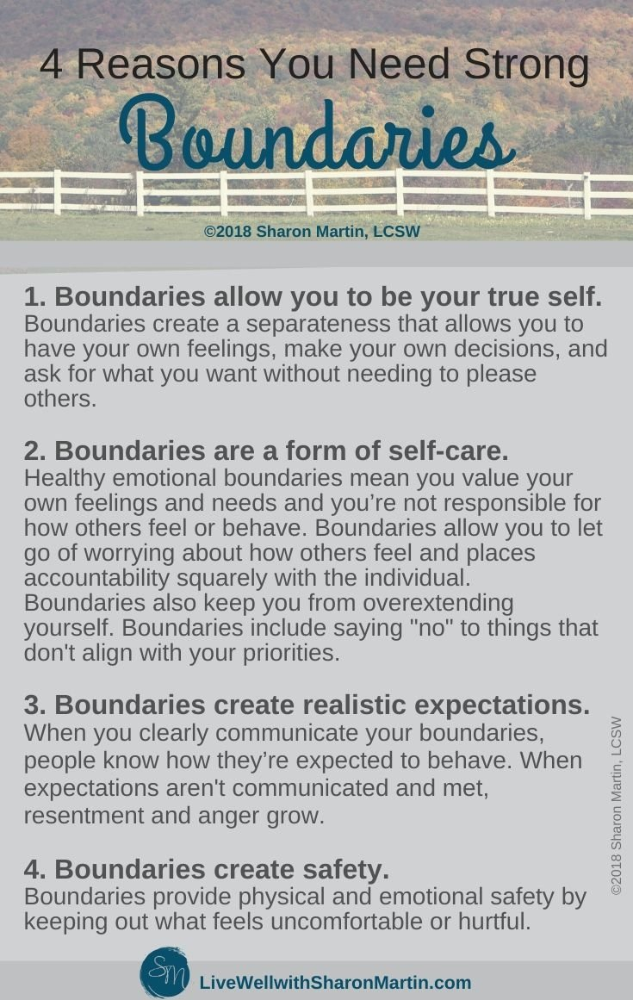 4 Reasons You Need Strong
Boundaries
©2018 Sharon Martin, LCSW
1. Boundaries allow you to be your true self.
Boundaries create a separateness that allows you to
have your own feelings, make your own decisions, and
ask for what you want without needing to please
others.
2. Boundaries are a form of self-care.
Healthy emotional boundaries mean you value your
own feelings and needs and you’re not responsible for
how others feel or behave. Boundaries allow you to let
go of worrying about how others feel and places
accountability squarely with the individual.
Boundaries also keep you from overextending
yourself. Boundaries include saying "no" to things that
don't align with your priorities.
3. Boundaries create realistic expectations.
When you clearly communicate your boundaries,
people know how they’re expected to behave. When
expectations aren't communicated and met,
resentment and anger grow.
4. Boundaries create safety.
Boundaries provide physical and emotional safety by
keeping out what feels uncomfortable or hurtful.
©2018 Sharon Martin, LCSW
SM
LiveWellwithSharonMartin.com